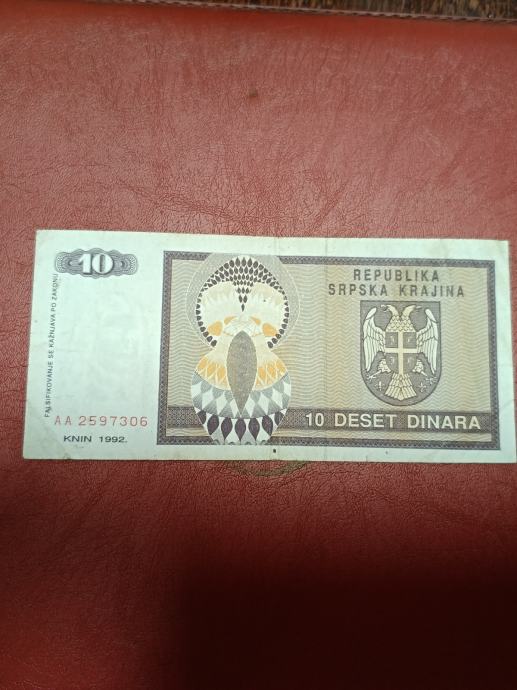 10
REPUBLIKA
SRPSKA KRAJINA
FALSIFIKOVANJE SE KAŽNJAVA PO ZAKONU
AA 2597306
KNIN 1992.
10 DESET DINARA